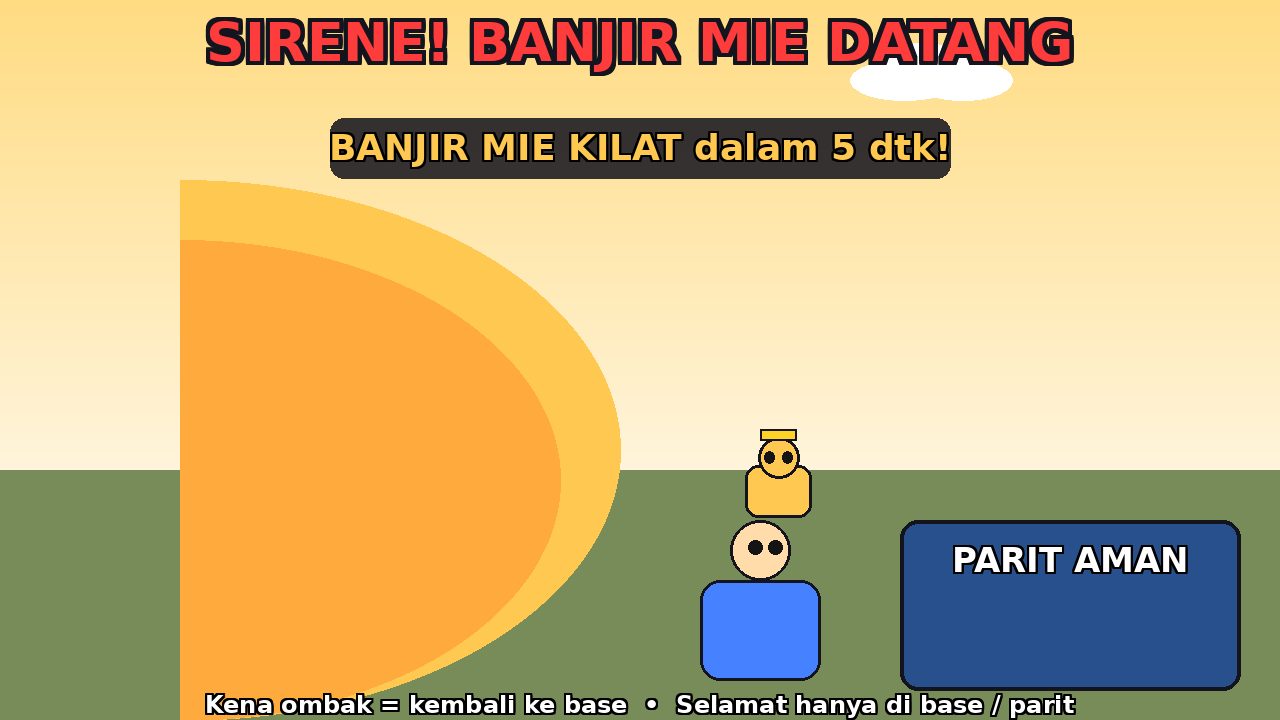 SIRENE! BANJIR MIE DATANG
BANJIR MIE KILAT dalam 5 dtk!
PARIT AMAN
Kena ombak = kembali ke base • Selamat hanya di base / parit